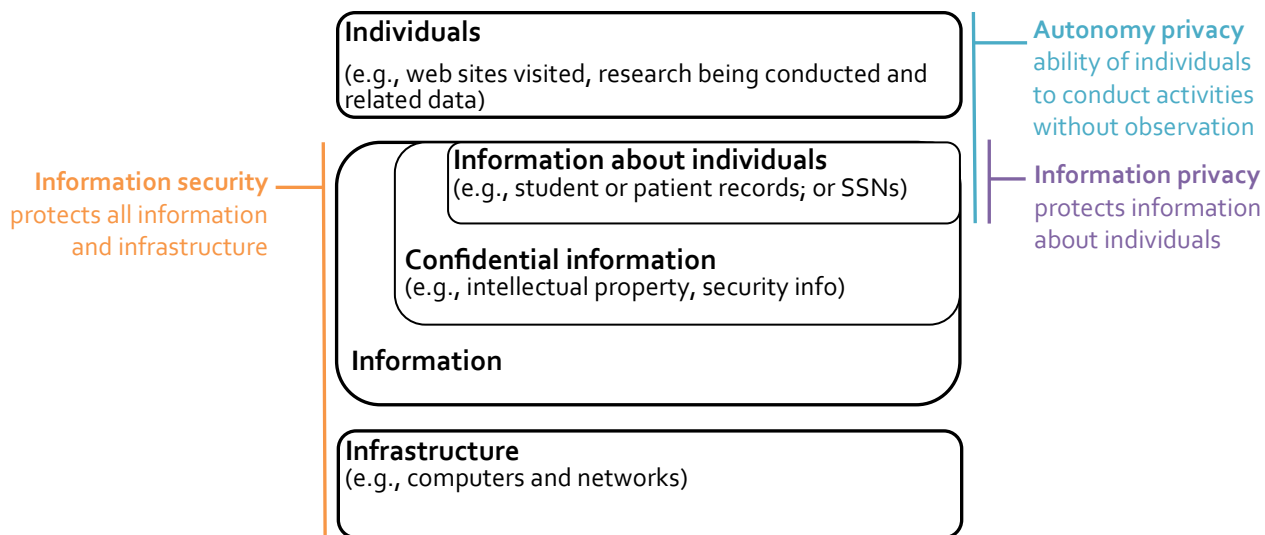 Individuals
(e.g., web sites visited, research being conducted and
related data)
Autonomy privacy
ability of individuals
to conduct activities
without observation
Information security
protects all information
and infrastructure
Information about individuals
(e.g., student or patient records; or SSNs)
Information privacy
protects information
about individuals
Confidential information
(e.g., intellectual property, security info)
Information
Infrastructure
(e.g., computers and networks)